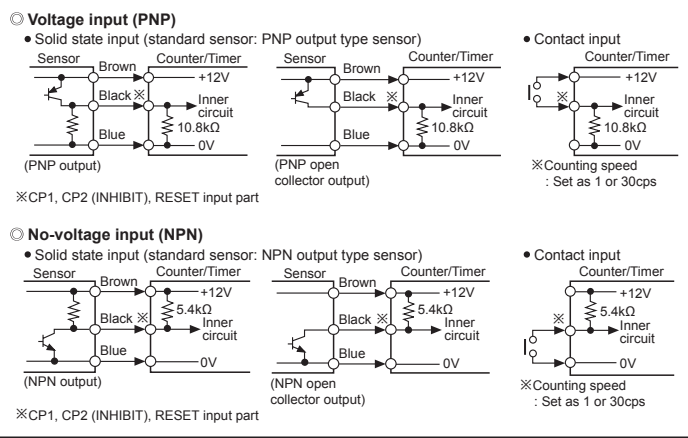 ◎ Voltage input (PNP)
● Solid state input (standard sensor: PNP output type sensor)
● Contact input
Sensor
Counter/Timer
Brown
+12V
Black ※
Inner
circuit
10.8kΩ
Blue
0V
(PNP output)
Sensor
Counter/Timer
Brown
+12V
Black ※
Inner
circuit
10.8kΩ
Blue
0V
(PNP open
collector output)
Counter/Timer
+12V
※
Inner
circuit
10.8kΩ
0V
※Counting speed
: Set as 1 or 30cps
※CP1, CP2 (INHIBIT), RESET input part
◎ No-voltage input (NPN)
● Solid state input (standard sensor: NPN output type sensor)
● Contact input
Sensor
Counter/Timer
Brown
+12V
5.4kΩ
Black ※
Inner
circuit
Blue
0V
(NPN output)
Sensor
Counter/Timer
Brown
+12V
5.4kΩ
Black ※
Inner
circuit
Blue
0V
(NPN open
collector output)
Counter/Timer
+12V
5.4kΩ
※
Inner
circuit
0V
※Counting speed
: Set as 1 or 30cps
※CP1, CP2 (INHIBIT), RESET input part